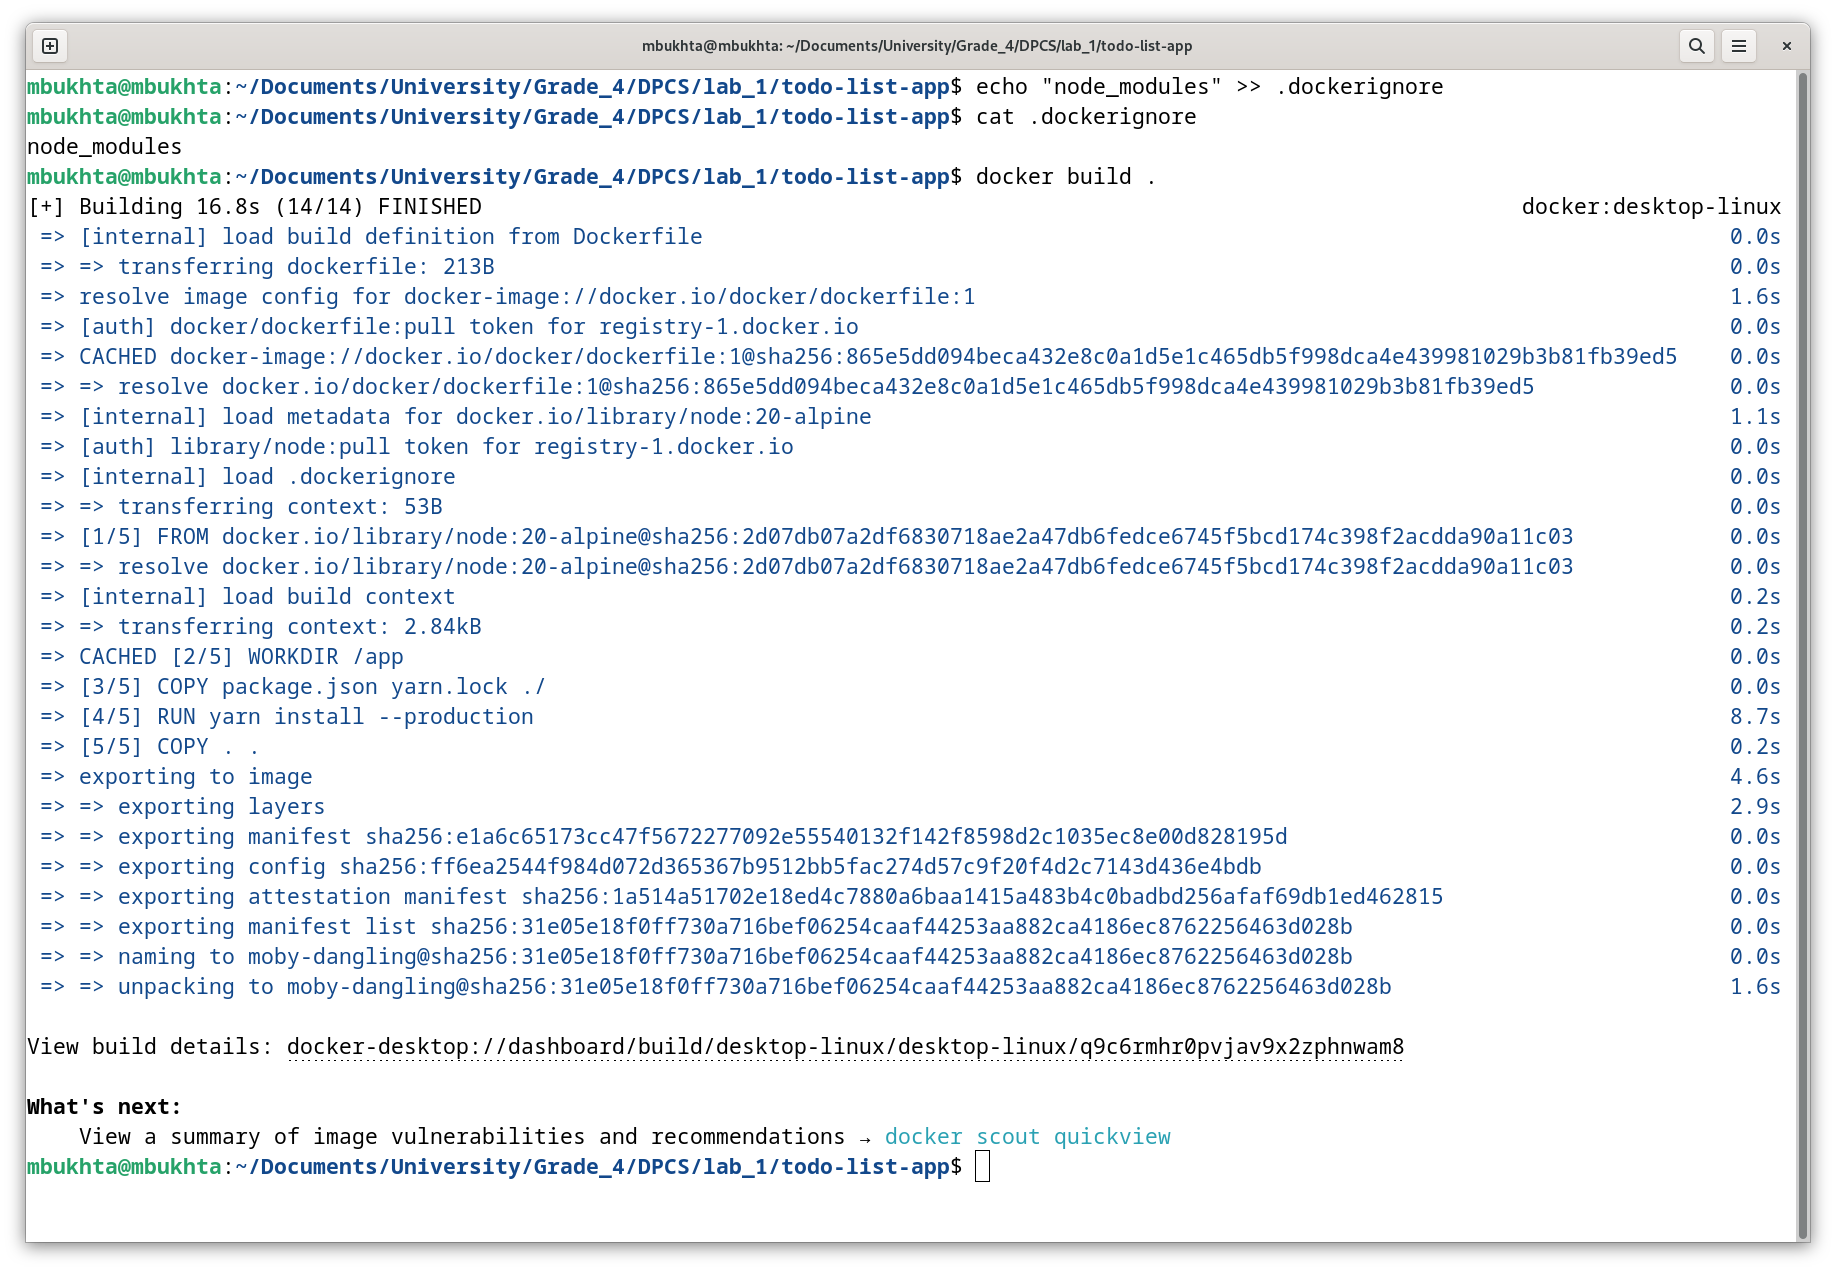 mbukhta@mbukhta: ~/Documents/University/Grade_4/DPCS/lab_1/todo-list-app
mbukhta@mbukhta:~/Documents/University/Grade_4/DPCS/lab_1/todo-list-app$ echo "node_modules" >> .dockerignore
mbukhta@mbukhta:~/Documents/University/Grade_4/DPCS/lab_1/todo-list-app$ cat .dockerignore
node_modules
mbukhta@mbukhta:~/Documents/University/Grade_4/DPCS/lab_1/todo-list-app$ docker build .
[+] Building 16.8s (14/14) FINISHED docker:desktop-linux
=> [internal] load build definition from Dockerfile 0.0s
=> => transferring dockerfile: 213B 0.0s
=> resolve image config for docker-image://docker.io/docker/dockerfile:1 1.6s
=> [auth] docker/dockerfile:pull token for registry-1.docker.io 0.0s
=> CACHED docker-image://docker.io/docker/dockerfile:1@sha256:865e5dd094beca432e8c0a1d5e1c465db5f998dca4e439981029b3b81fb39ed5 0.0s
=> => resolve docker.io/docker/dockerfile:1@sha256:865e5dd094beca432e8c0a1d5e1c465db5f998dca4e439981029b3b81fb39ed5 0.0s
=> [internal] load metadata for docker.io/library/node:20-alpine 1.1s
=> [auth] library/node:pull token for registry-1.docker.io 0.0s
=> [internal] load .dockerignore 0.0s
=> => transferring context: 53B 0.0s
=> [1/5] FROM docker.io/library/node:20-alpine@sha256:2d07db07a2df6830718ae2a47db6fedce6745f5bcd174c398f2acdda90a11c03 0.0s
=> => resolve docker.io/library/node:20-alpine@sha256:2d07db07a2df6830718ae2a47db6fedce6745f5bcd174c398f2acdda90a11c03 0.0s
=> [internal] load build context 0.2s
=> => transferring context: 2.84kB 0.2s
=> CACHED [2/5] WORKDIR /app 0.0s
=> [3/5] COPY package.json yarn.lock ./ 0.0s
=> [4/5] RUN yarn install --production 8.7s
=> [5/5] COPY . . 0.2s
=> exporting to image 4.6s
=> => exporting layers 2.9s
=> => exporting manifest sha256:e1a6c65173cc47f5672277092e55540132f142f8598d2c1035ec8e00d828195d 0.0s
=> => exporting config sha256:ff6ea2544f984d072d365367b9512bb5fac274d57c9f20f4d2c7143d436e4bdb 0.0s
=> => exporting attestation manifest sha256:1a514a51702e18ed4c7880a6baa1415a483b4c0badbd256afaf69db1ed462815 0.0s
=> => exporting manifest list sha256:31e05e18f0ff730a716bef06254caaf44253aa882ca4186ec8762256463d028b 0.0s
=> => naming to moby-dangling@sha256:31e05e18f0ff730a716bef06254caaf44253aa882ca4186ec8762256463d028b 0.0s
=> => unpacking to moby-dangling@sha256:31e05e18f0ff730a716bef06254caaf44253aa882ca4186ec8762256463d028b 1.6s
View build details: docker-desktop://dashboard/build/desktop-linux/desktop-linux/q9c6rmhr0pvjav9x2zphnwam8
What's next:
View a summary of image vulnerabilities and recommendations → docker scout quickview
mbukhta@mbukhta:~/Documents/University/Grade_4/DPCS/lab_1/todo-list-app$